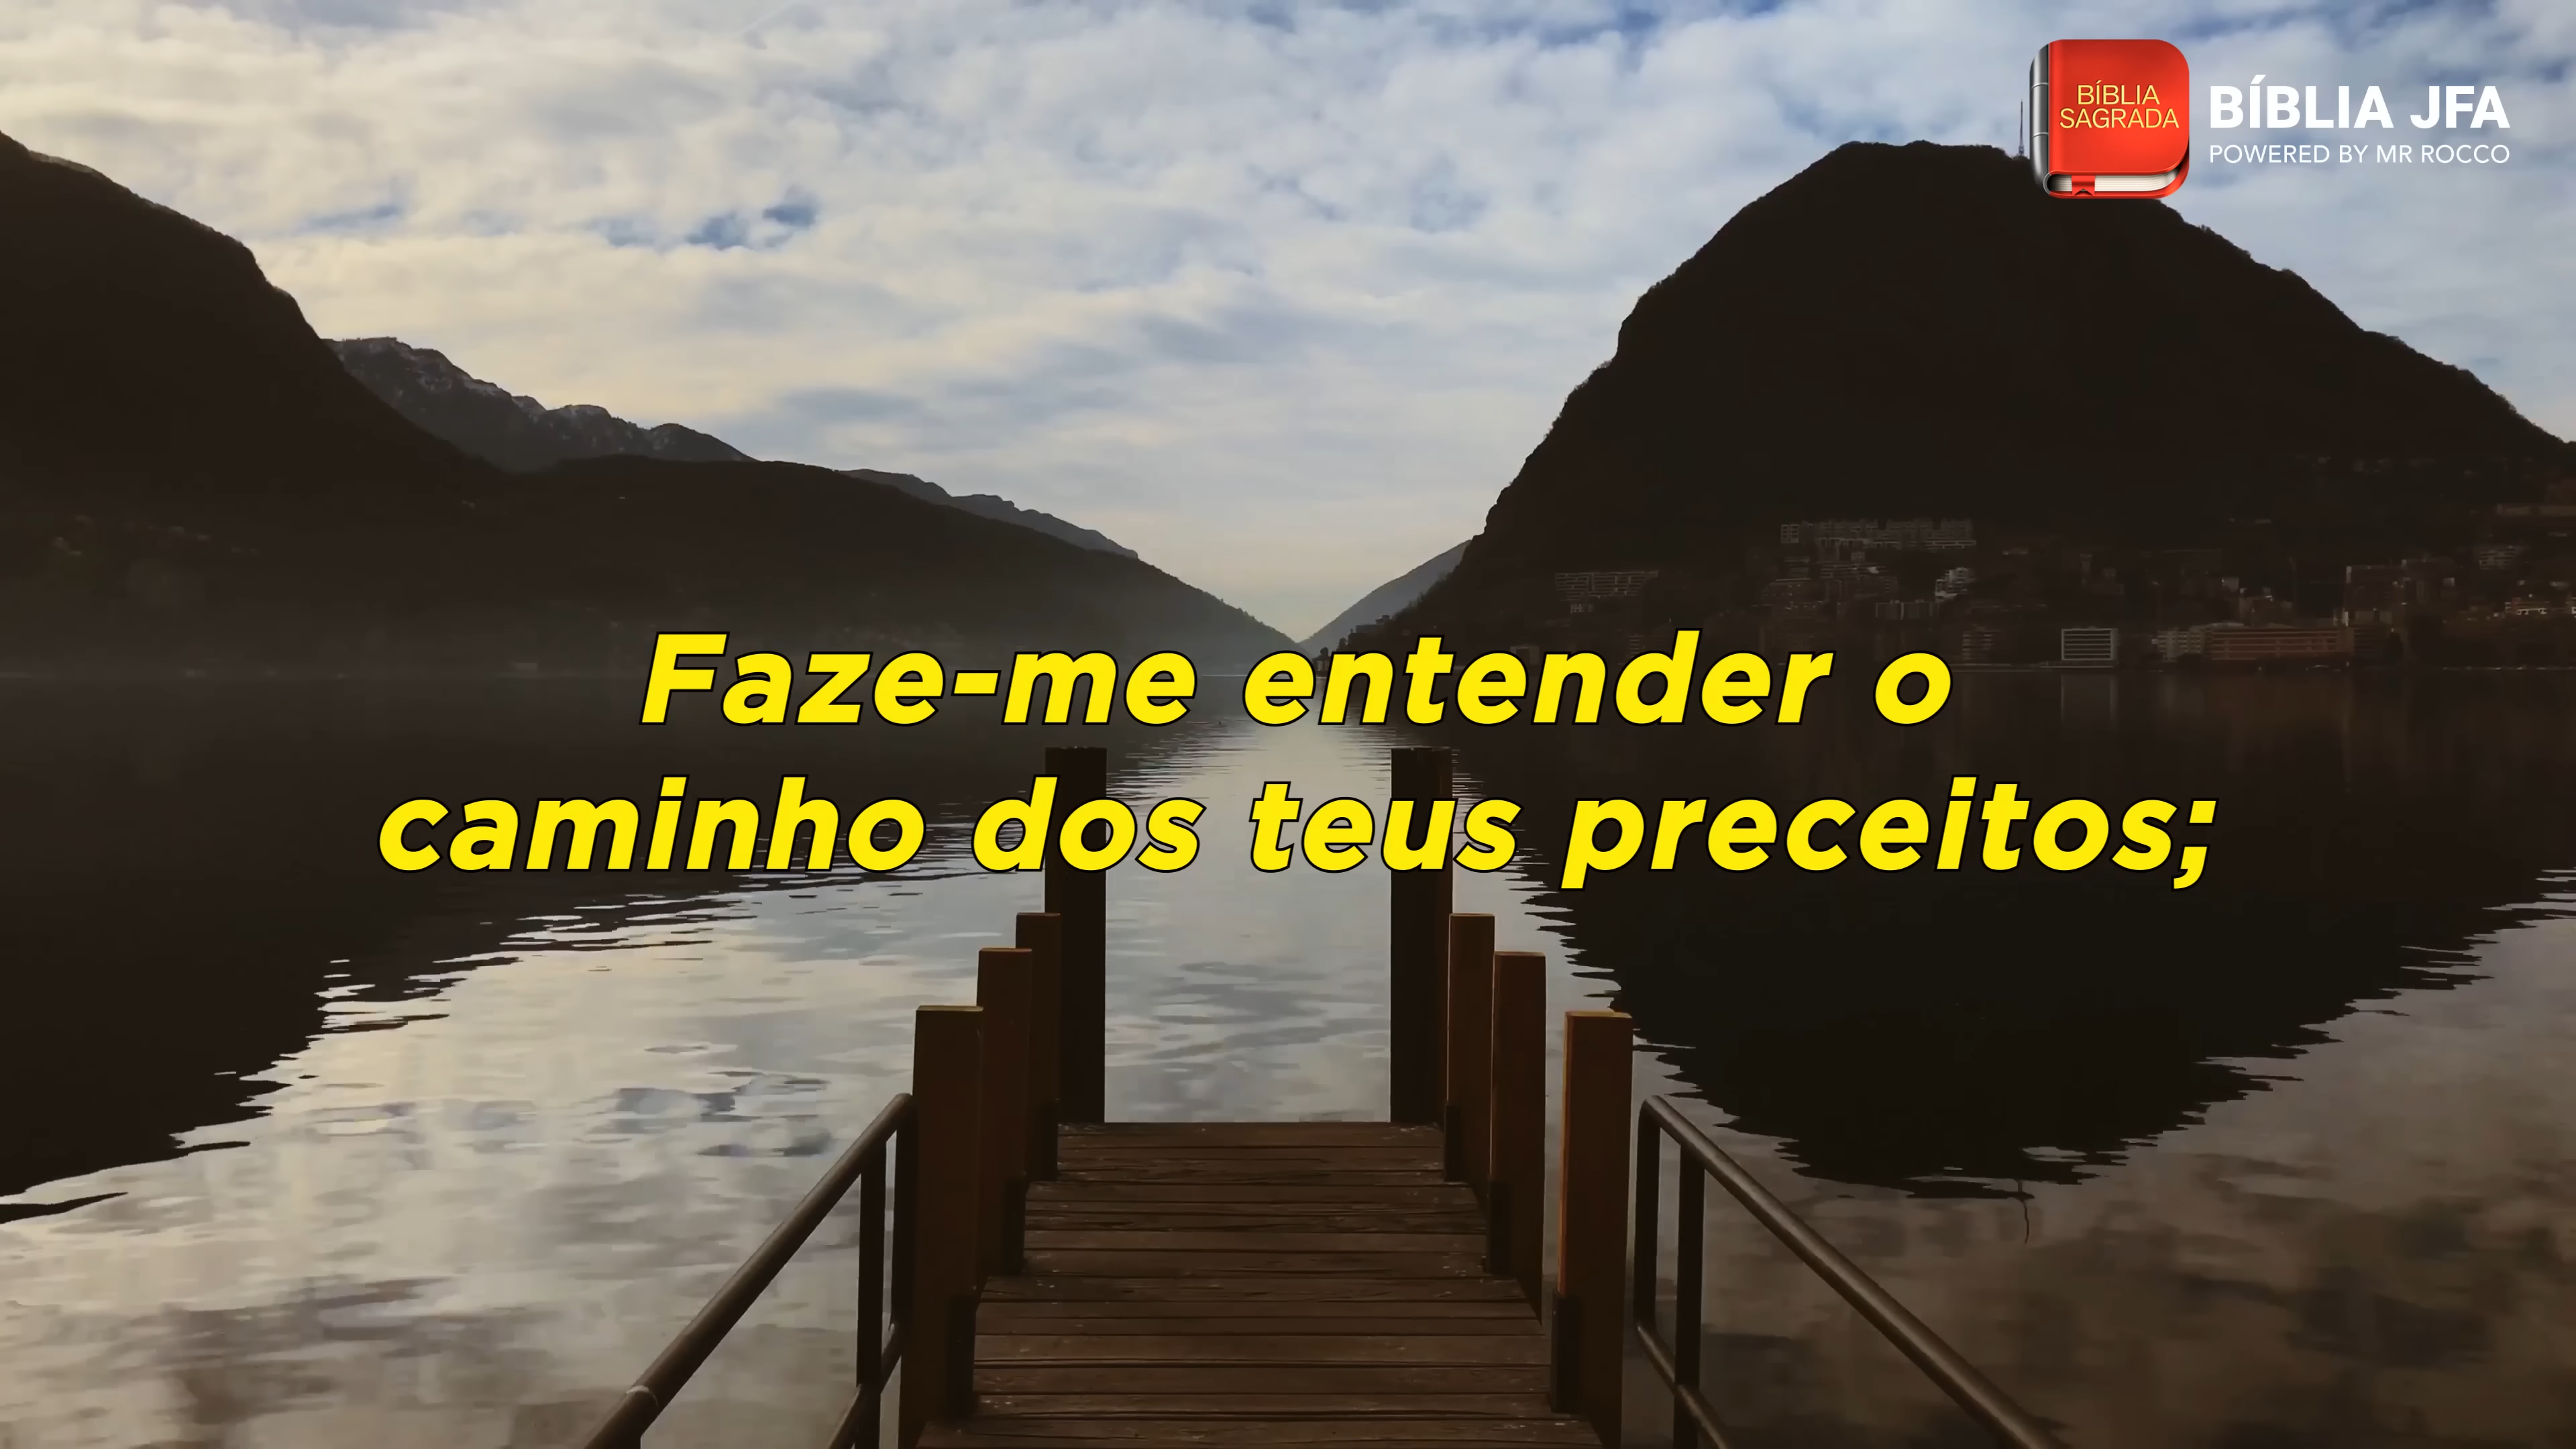 BÍBLIA
SAGRADA
BÍBLIA JFA
POWERED BY MR ROCCO
Faze-me entender o
caminho dos teus preceitos;